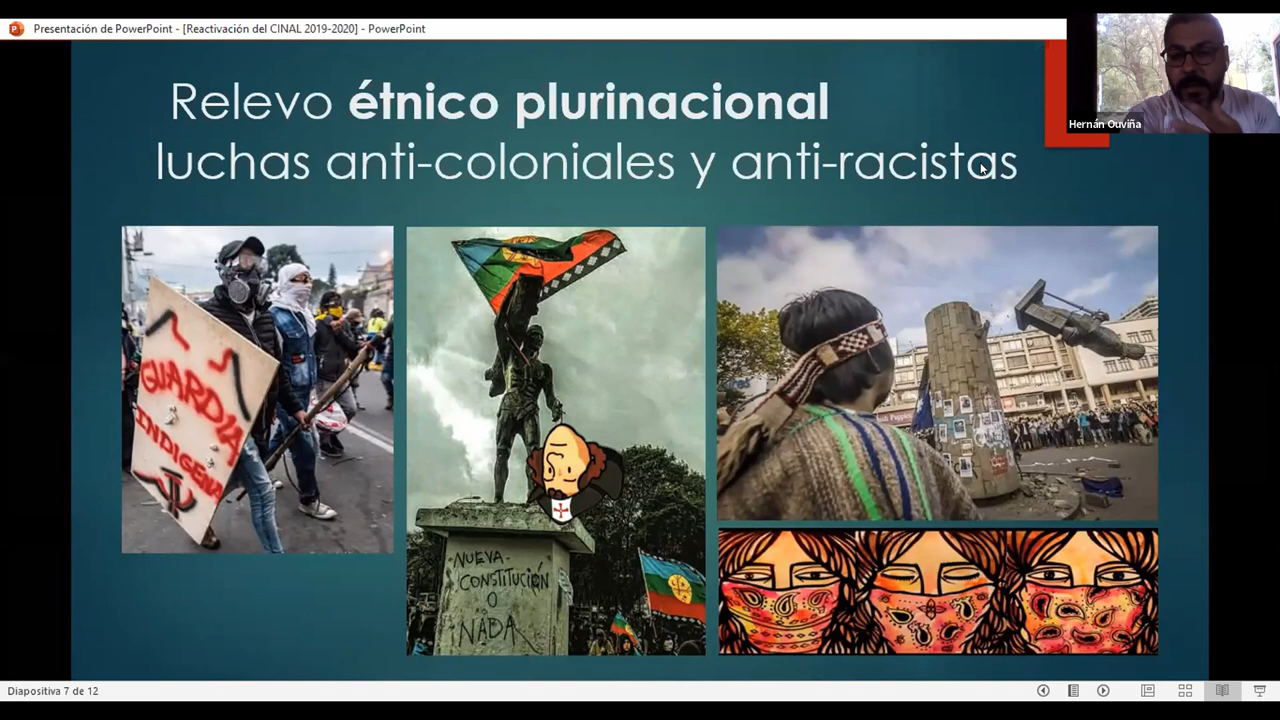 Presentación de PowerPoint - [Reactivación del CINAL 2019-2020] - PowerPoint
Hernán Ouviña
Relevo étnico plurinacional
luchas anti-coloniales y anti-racistas
GUARDIA
INDIGENA
NUEVA
CONSTITUCIÓN
O
NADA
Diapositiva 7 de 12